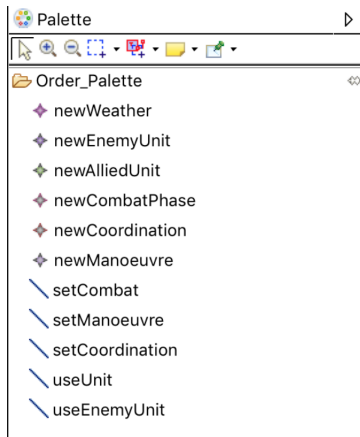 Palette
Order_Palette
newWeather
newEnemyUnit
newAlliedUnit
newCombatPhase
newCoordination
newManoeuvre
setCombat
setManoeuvre
setCoordination
useUnit
useEnemyUnit